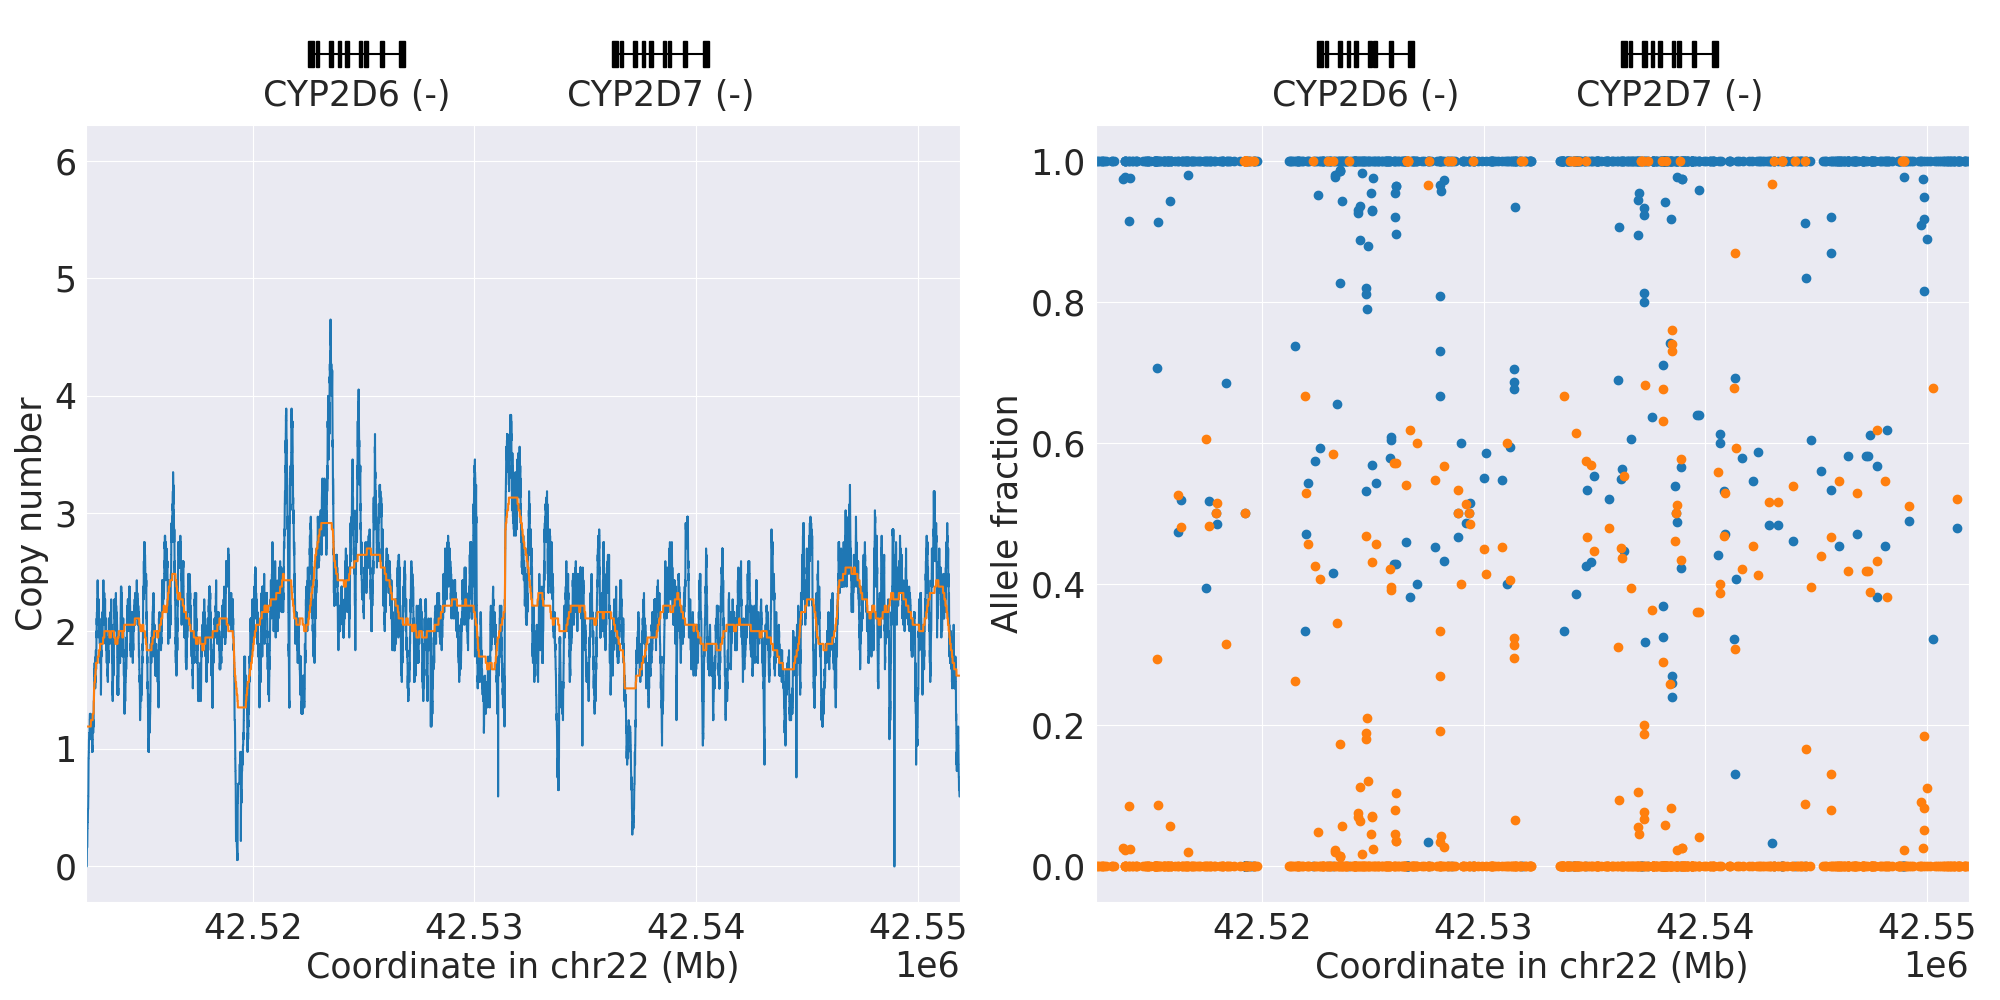 CYP2D6 (-) CYP2D7 (-)
6
5
4
3
2
1
0
Copy number
42.52 42.53 42.54 42.55
Coordinate in chr22 (Mb) 1e6
CYP2D6 (-) CYP2D7 (-)
1.0
0.8
0.6
0.4
0.2
0.0
Allele fraction
42.52 42.53 42.54 42.55
Coordinate in chr22 (Mb) 1e6